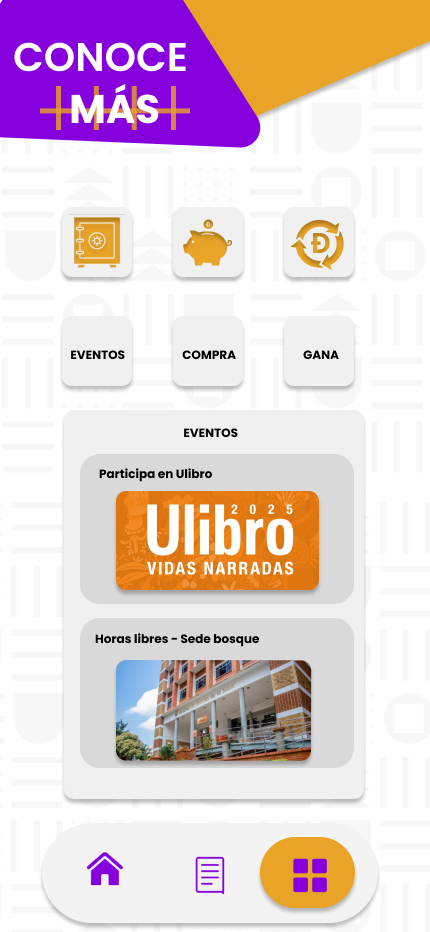 CONOCE
MÁS
EVENTOS
COMPRA
GANA
EVENTOS
Participa en Ulibro
2025
Ulibro
VIDAS NARRADAS
Horas libres - Sede bosque